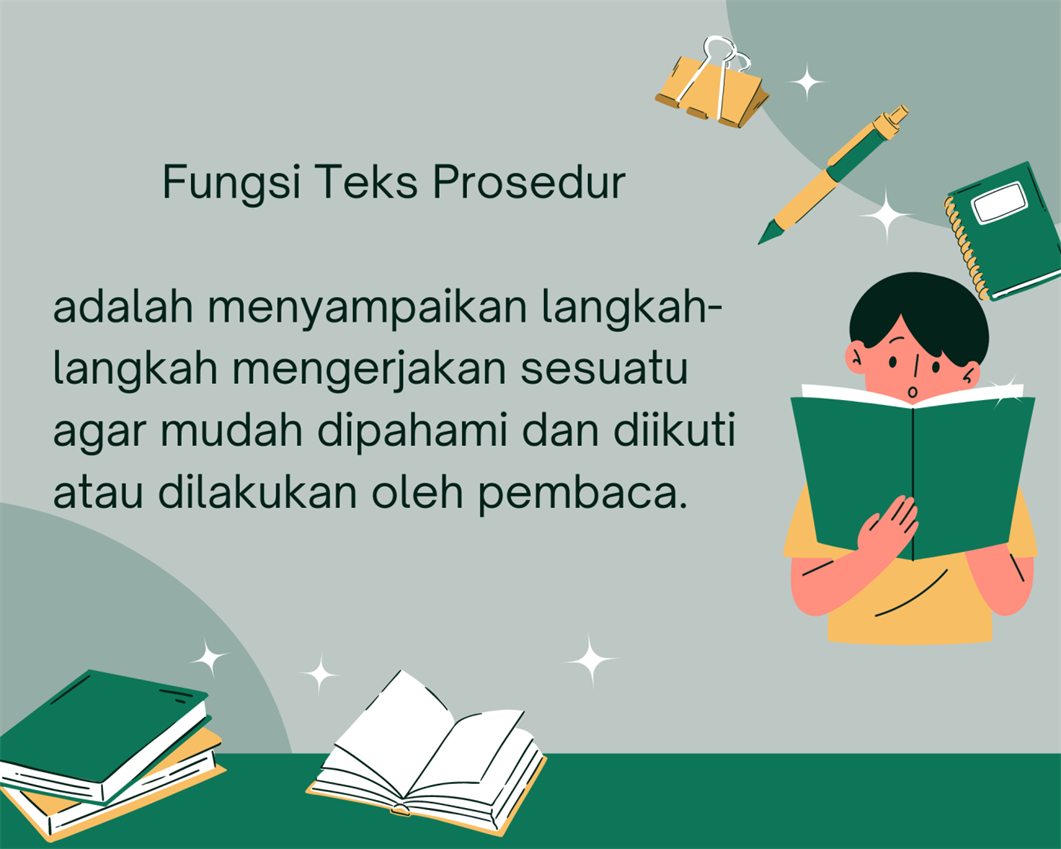 Fungsi Teks Prosedur
adalah menyampaikan langkah-
langkah mengerjakan sesuatu
agar mudah dipahami dan diikuti
atau dilakukan oleh pembaca.